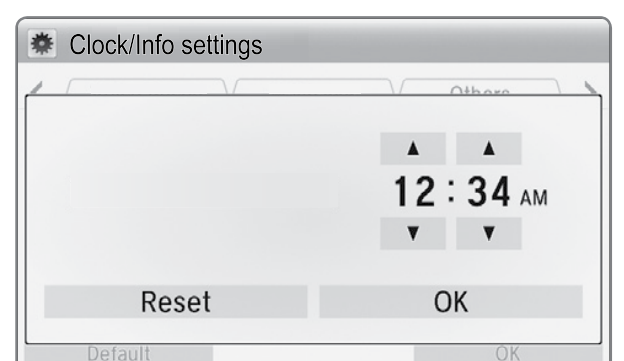 Clock/Info settings
Others
▲ ▲
12 : 34 AM
▼ ▼
Reset OK
Default OK